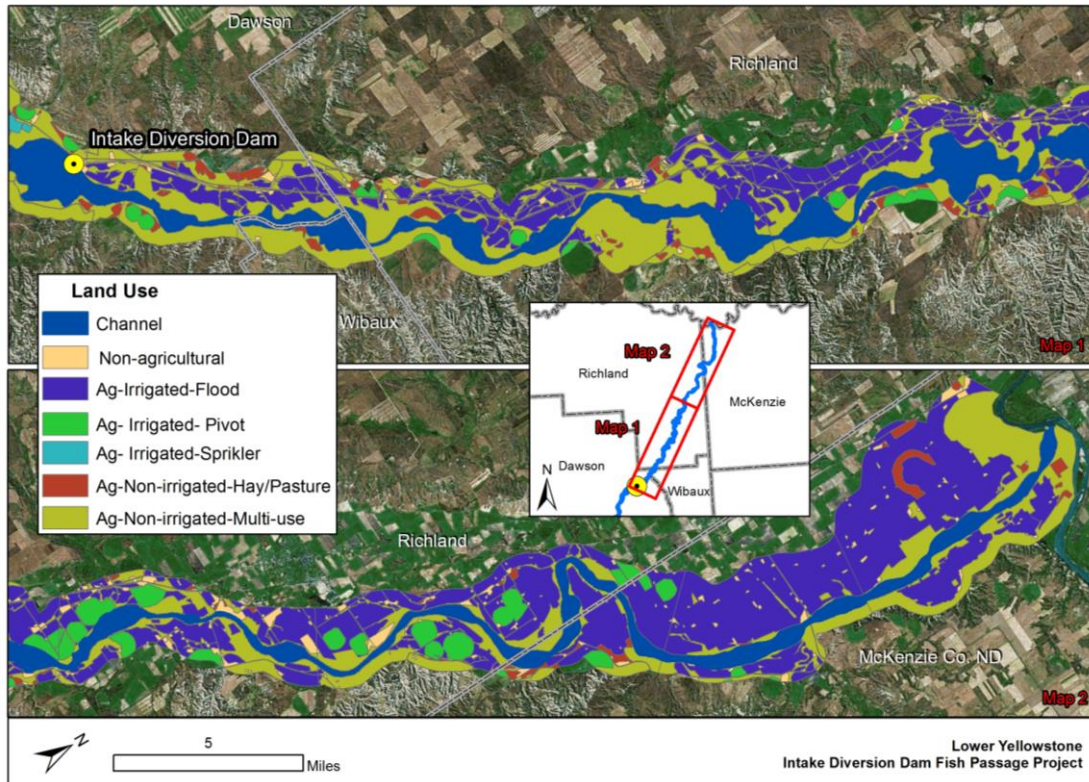 Dawson
Richland
Intake Diversion Dam
Wibaux
Map 1
Land Use
Channel
Non-agricultural
Ag-Irrigated-Flood
Ag- Irrigated- Pivot
Ag- Irrigated-Sprikler
Ag-Non-irrigated-Hay/Pasture
Ag-Non-irrigated-Multi-use
Map 2
Richland
McKenzie
Map 1
Dawson
Wibaux
N
Richland
McKenzie Co. ND
Map 2
N
5
Miles
Lower Yellowstone
Intake Diversion Dam Fish Passage Project